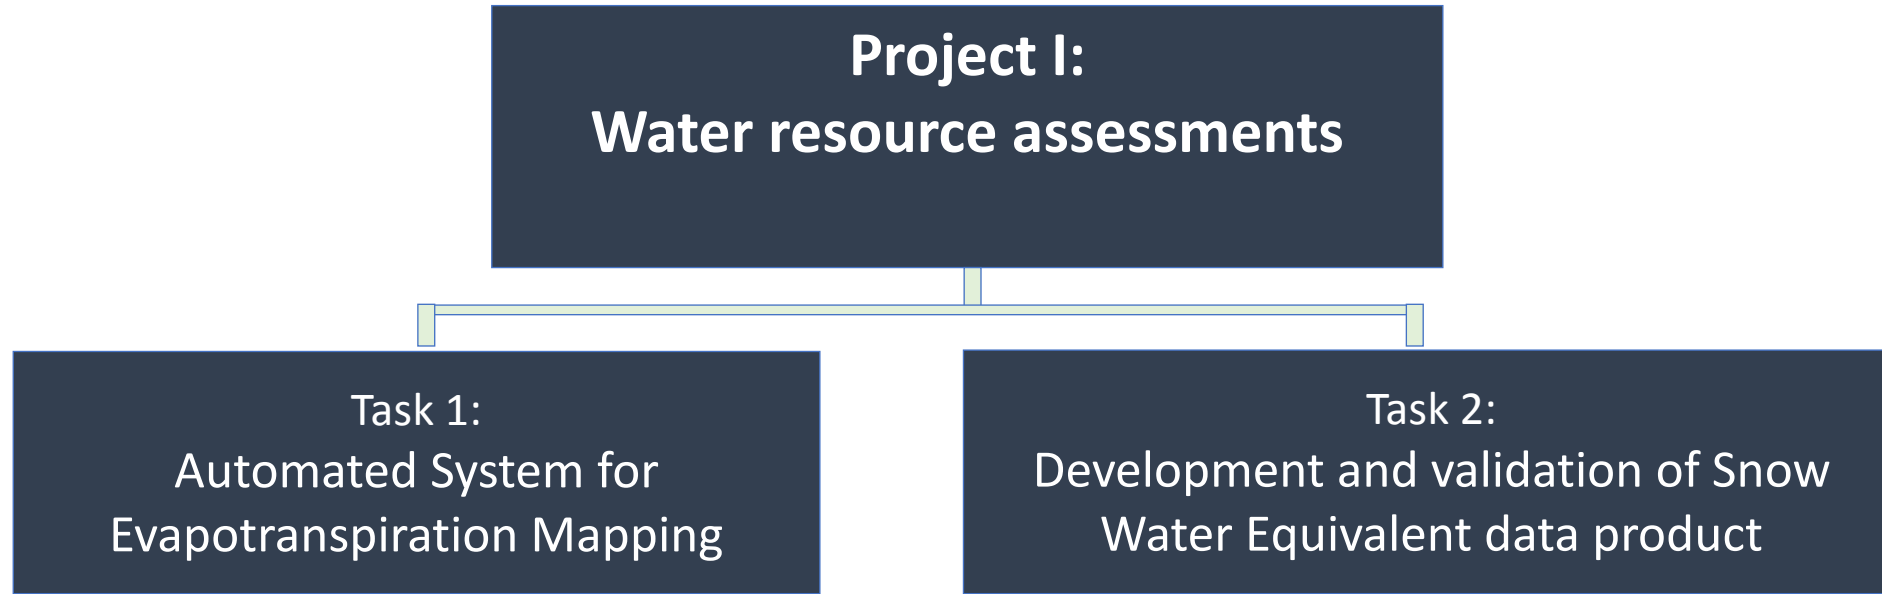 Project I:
Water resource assessments
Task 1:
Automated System for
Evapotranspiration Mapping
Task 2:
Development and validation of Snow
Water Equivalent data product